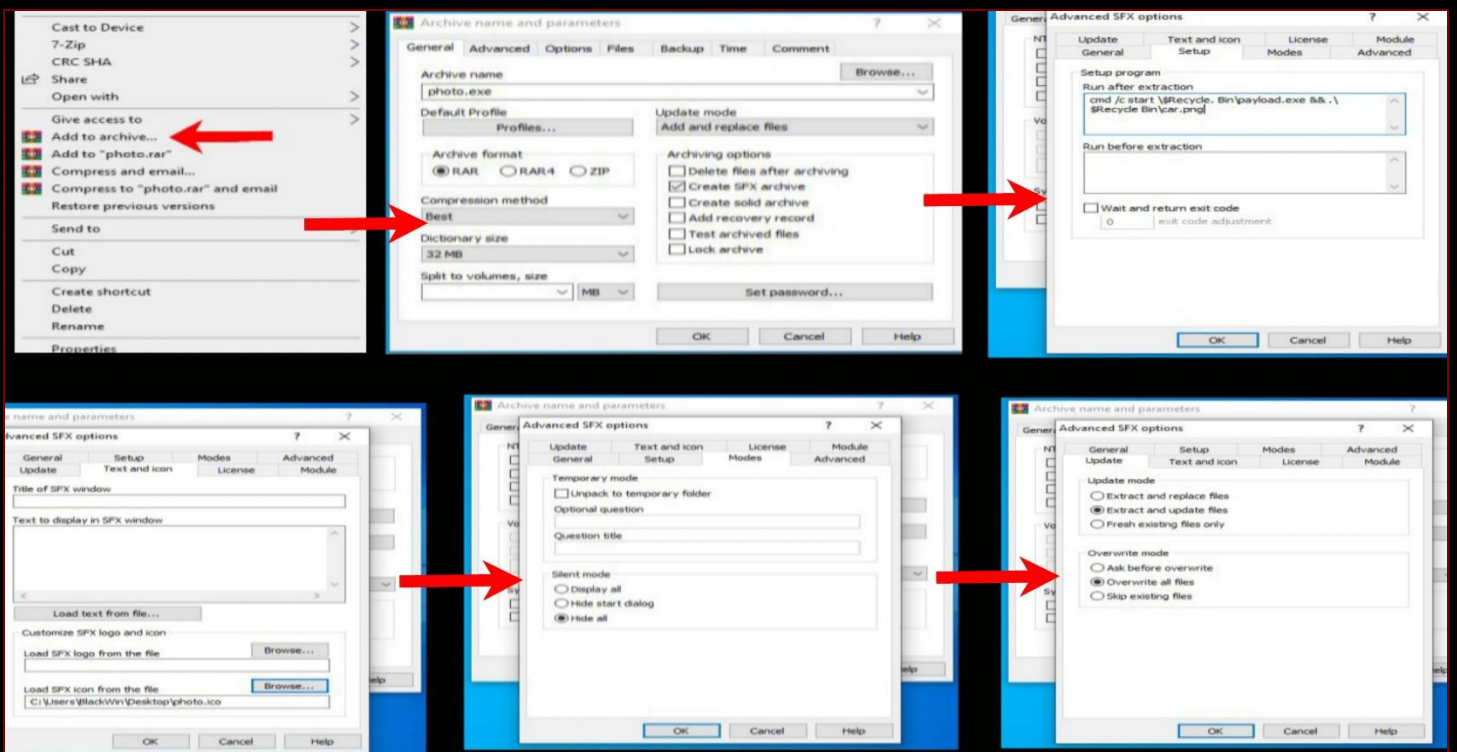 Cast to Device
7-Zip
CRC SHA
Share
Open with
Give access to
Add to archive...
Add to "photo.rar"
Compress and email...
Compress to "photo.rar" and email
Restore previous versions
Send to
Cut
Copy
Create shortcut
Delete
Rename
Properties
Archive name and parameters
General Advanced Options Files Backup Time Comment
Archive name
Browse...
photo.exe
Default Profile
Profiles...
Update mode
Add and replace files
Archive format
RAR RAR4 ZIP
Compression method
Best
Dictionary size
32 MB
Split to volumes, size
MB
Archiving options
Delete files after archiving
Create SFX archive
Create solid archive
Add recovery record
Test archived files
Lock archive
Set password...
OK Cancel Help
Advanced SFX options
Update Text and icon License Module
General Setup Modes Advanced
Setup program
Run after extraction
cmd /c start \$Recycle. Bin\payload.exe && .\
$Recycle Bin\car.png
Run before extraction
Wait and return exit code
0 exit code adjustment
OK Cancel Help
name and parameters
Advanced SFX options
General Setup Modes Advanced
Update Text and icon License Module
Title of SFX window
Text to display in SFX window
Load text from file...
Customize SFX logo and icon
Load SFX logo from the file
Browse...
Load SFX icon from the file
Browse...
C:\Users\BlackWin\Desktop\photo.ico
OK Cancel Help
Archive name and parameters
Advanced SFX options
Update Text and icon License Module
General Setup Modes Advanced
Temporary mode
Unpack to temporary folder
Optional question
Question title
Silent mode
Display all
Hide start dialog
Hide all
OK Cancel Help
Archive name and parameters
Advanced SFX options
General Setup Modes Advanced
Update Text and icon License Module
Update mode
Extract and replace files
Extract and update files
Fresh existing files only
Overwrite mode
Ask before overwrite
Overwrite all files
Skip existing files
OK Cancel Help